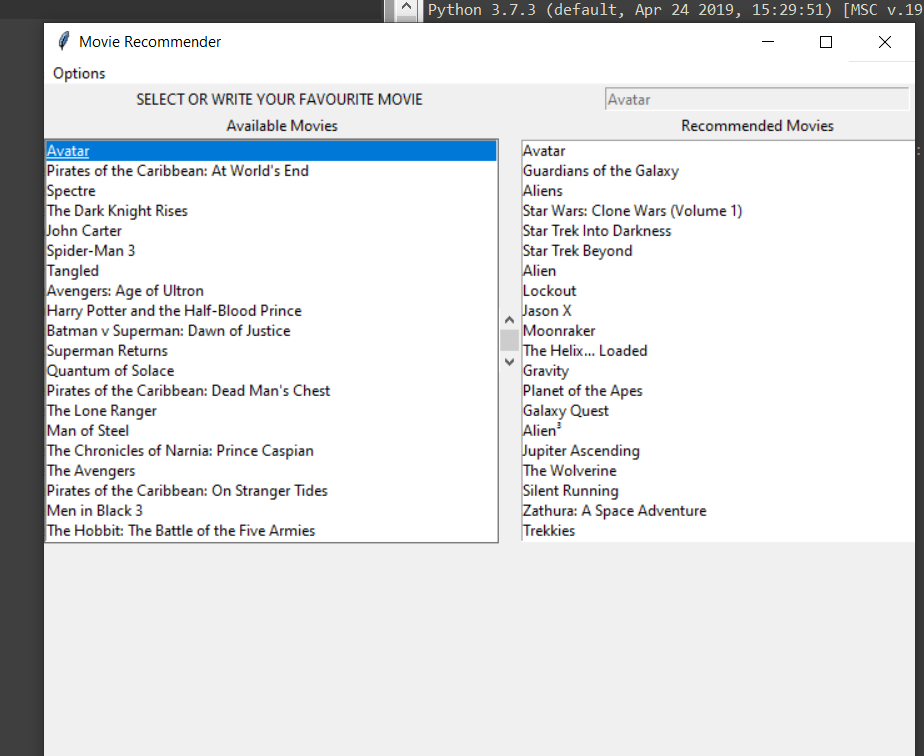 Python 3.7.3 (default, Apr 24 2019, 15:29:51) [MSC v.19
Movie Recommender
Options
SELECT OR WRITE YOUR FAVOURITE MOVIE
Avatar
Available Movies
Recommended Movies
Avatar
Pirates of the Caribbean: At World's End
Spectre
The Dark Knight Rises
John Carter
Spider-Man 3
Tangled
Avengers: Age of Ultron
Harry Potter and the Half-Blood Prince
Batman v Superman: Dawn of Justice
Superman Returns
Quantum of Solace
Pirates of the Caribbean: Dead Man's Chest
The Lone Ranger
Man of Steel
The Chronicles of Narnia: Prince Caspian
The Avengers
Pirates of the Caribbean: On Stranger Tides
Men in Black 3
The Hobbit: The Battle of the Five Armies
Avatar
Guardians of the Galaxy
Aliens
Star Wars: Clone Wars (Volume 1)
Star Trek Into Darkness
Star Trek Beyond
Alien
Lockout
Jason X
Moonraker
The Helix... Loaded
Gravity
Planet of the Apes
Galaxy Quest
Alien³
Jupiter Ascending
The Wolverine
Silent Running
Zathura: A Space Adventure
Trekkies